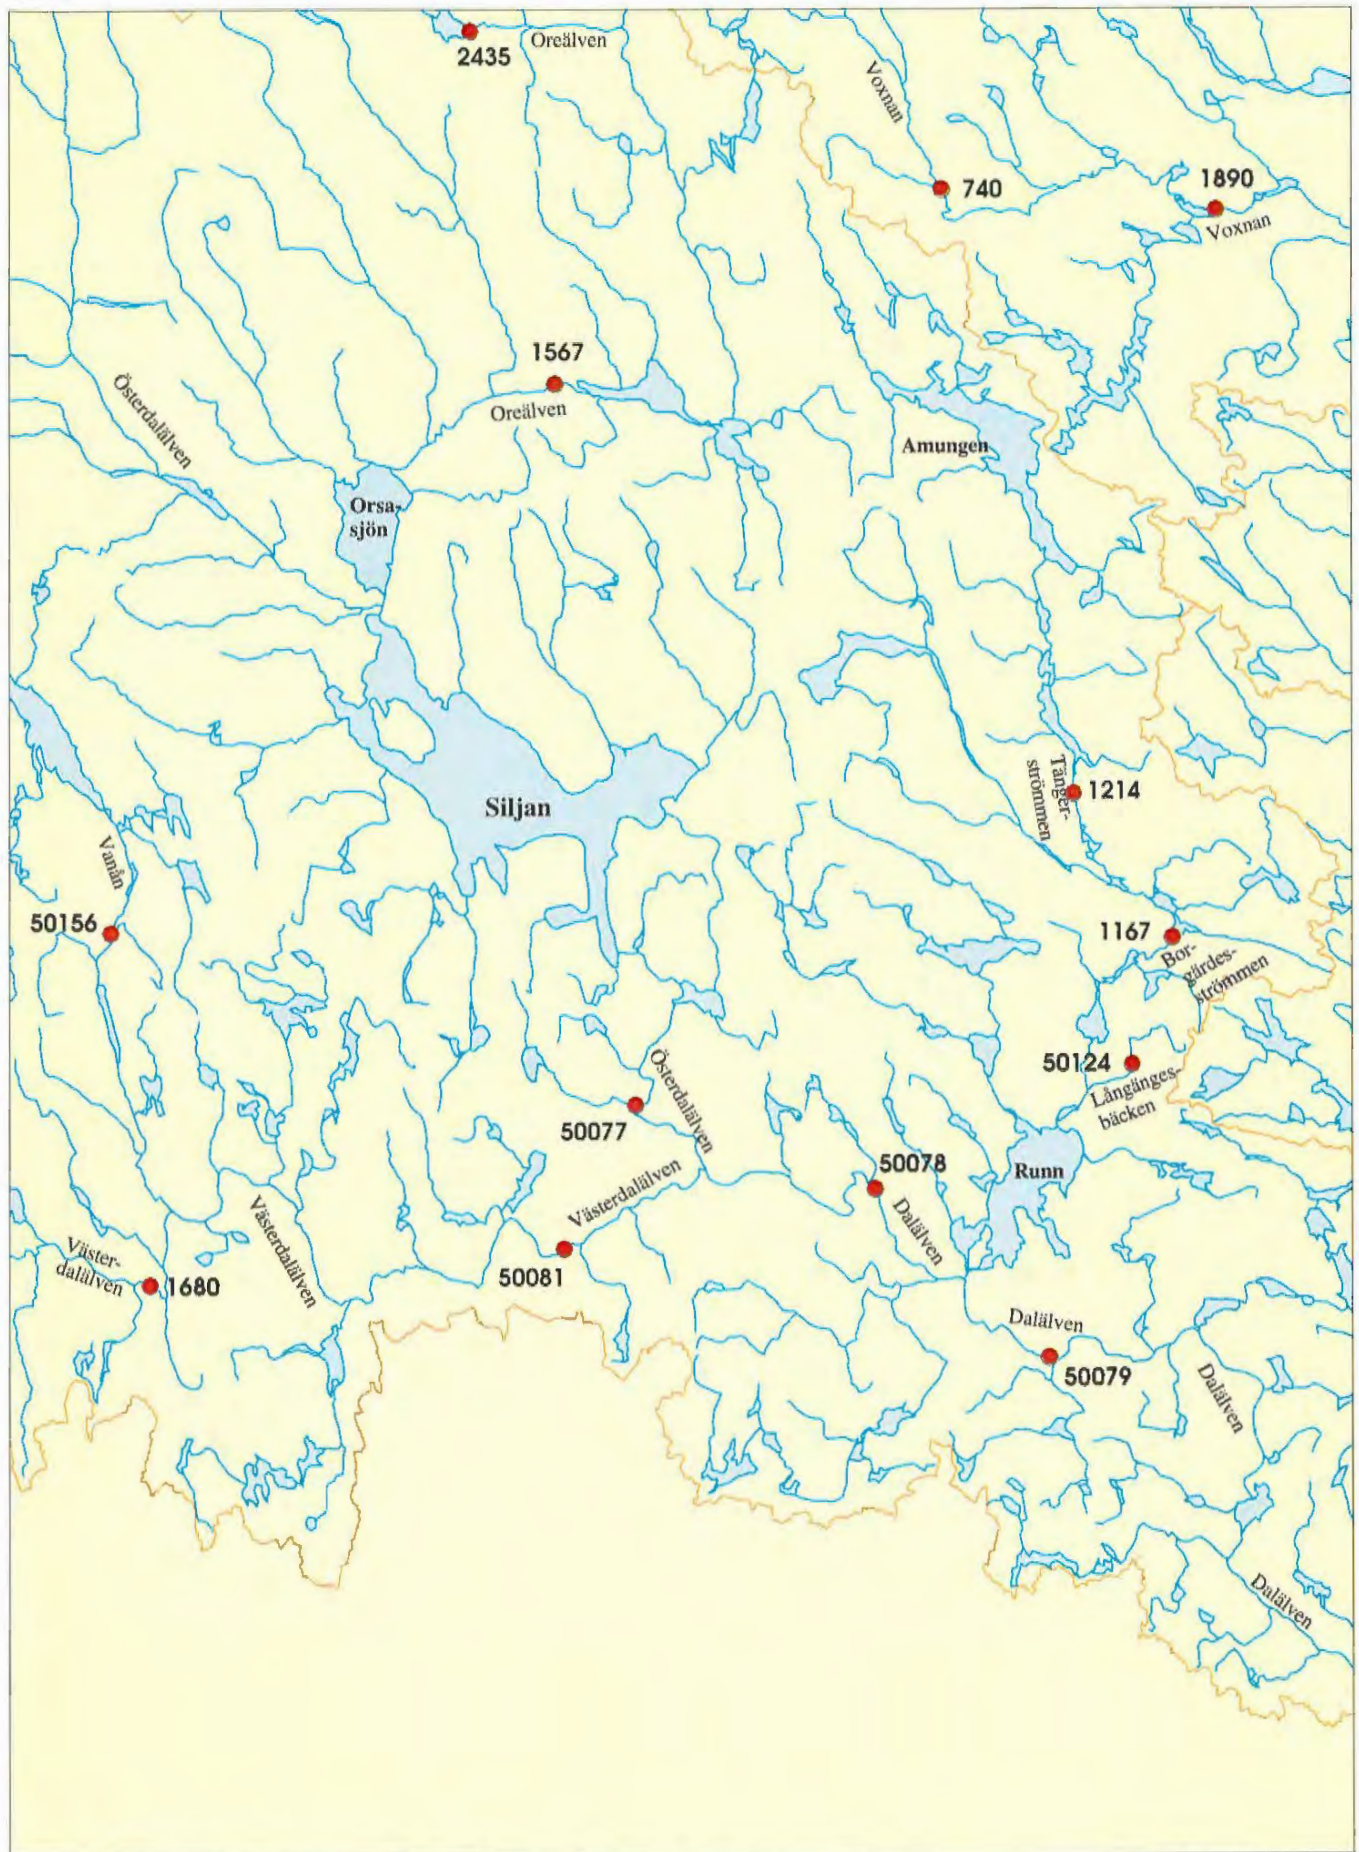 Oreälven
2435
Voxnan
740
1890
Voxnan
1567
Oreälven
Österdalälven
Amungen
Orsa-
sjön
Siljan
Tänger-
strömmen
1214
Vanån
50156
1167
Bor-
gärdes-
strömmen
50124
Långänges-
bäcken
Österdalälven
50077
50078
Runn
Västerdalälven
Dalälven
Västerdalälven
Väster-
dalälven
1680
50081
Dalälven
50079
Dalälven
Dalälven